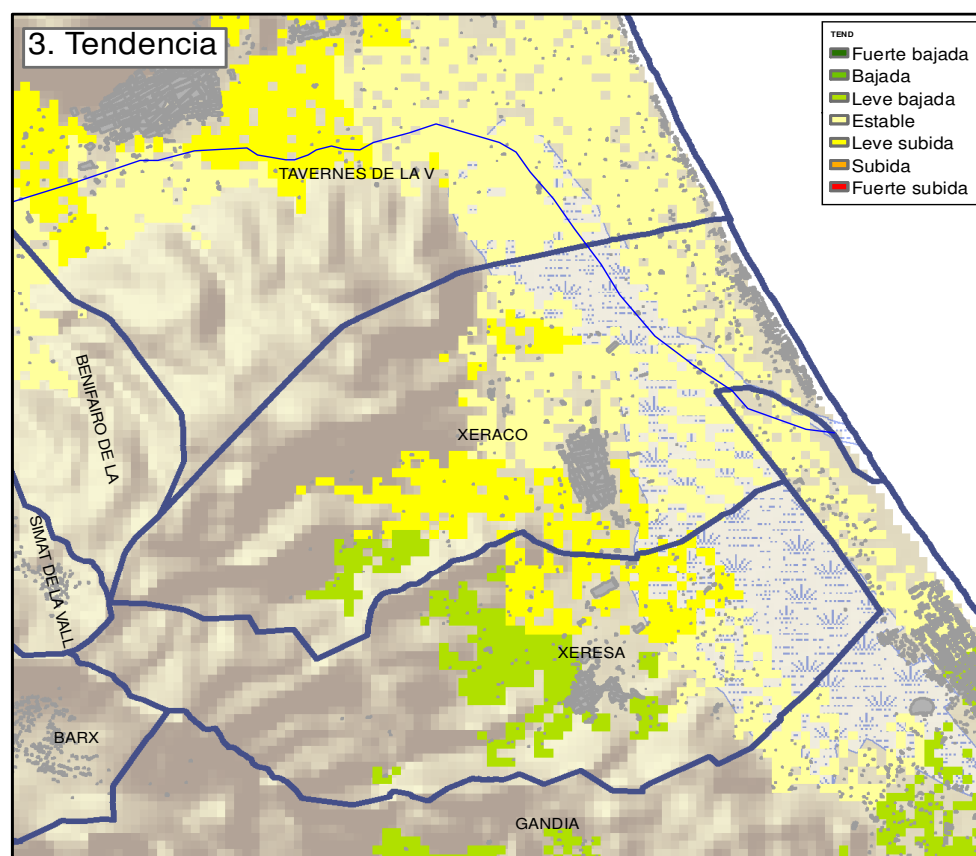 3. Tendencia
TEND
Fuerte bajada
Bajada
Leve bajada
Estable
Leve subida
Subida
Fuerte subida
TAVERNES DE LA V
BENIFAIRO DE LA
XERACO
SIMAT DE LA VALL
XERESA
BARX
GANDIA